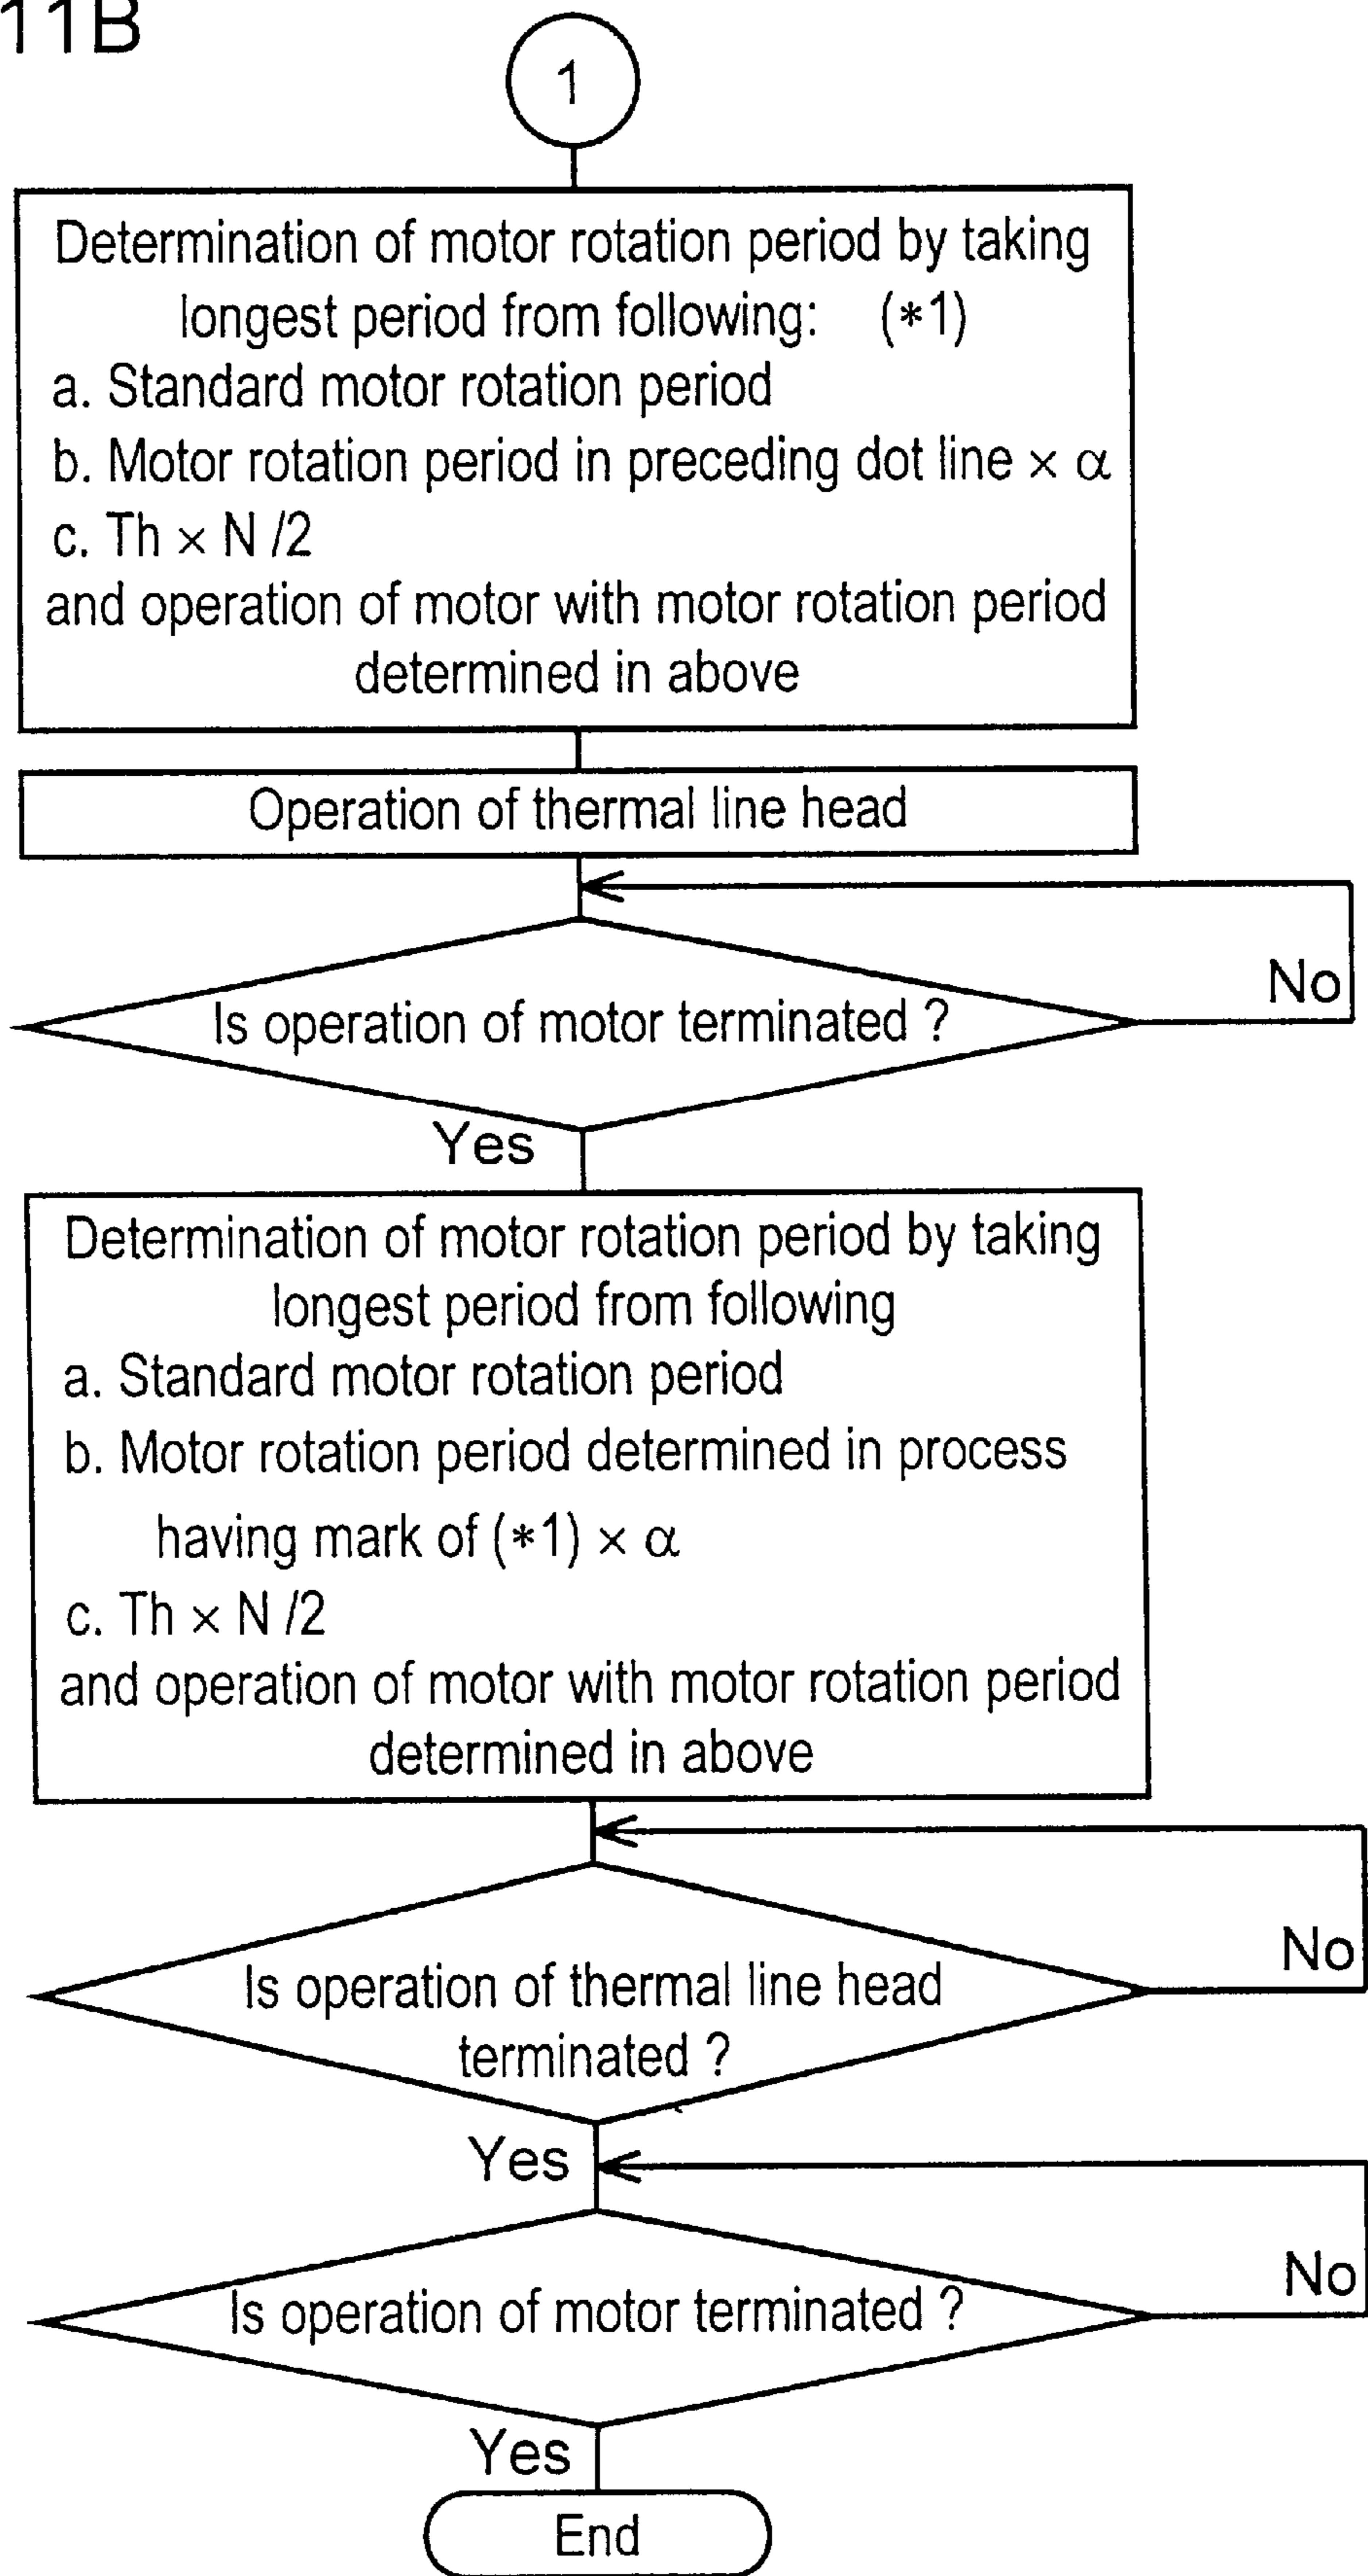 11B
1
Determination of motor rotation period by taking
longest period from following: (*1)
a. Standard motor rotation period
b. Motor rotation period in preceding dot line × α
c. Th × N /2
and operation of motor with motor rotation period
determined in above
Operation of thermal line head
No
Is operation of motor terminated ?
Yes
Determination of motor rotation period by taking
longest period from following
a. Standard motor rotation period
b. Motor rotation period determined in process
having mark of (*1) × α
c. Th × N /2
and operation of motor with motor rotation period
determined in above
No
Is operation of thermal line head
terminated ?
Yes
No
Is operation of motor terminated ?
Yes
End